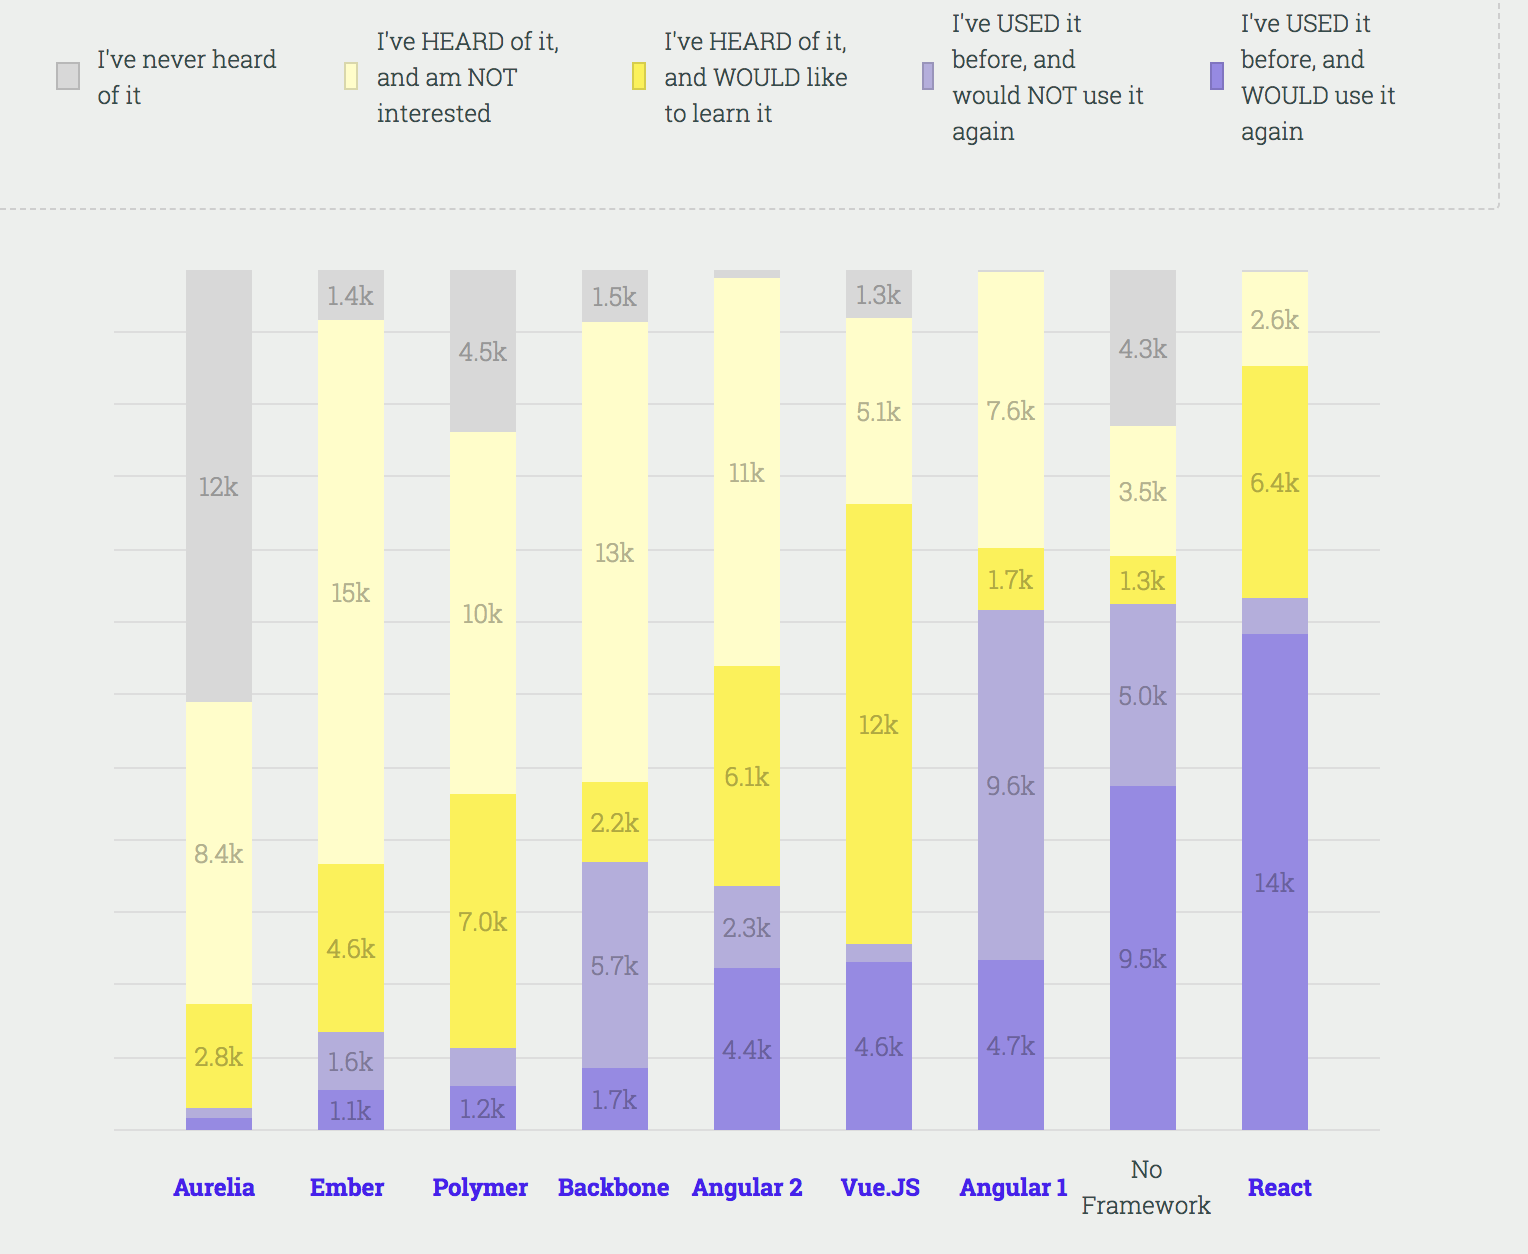 I've never heard
of it
I've HEARD of it,
and am NOT
interested
I've HEARD of it,
and WOULD like
to learn it
I've USED it
before, and
would NOT use it
again
I've USED it
before, and
WOULD use it
again
12k
8.4k
2.8k
1.4k
15k
4.6k
1.6k
1.1k
4.5k
10k
7.0k
1.2k
1.5k
13k
2.2k
5.7k
1.7k
11k
6.1k
2.3k
4.4k
1.3k
5.1k
12k
4.6k
7.6k
1.7k
9.6k
4.7k
4.3k
3.5k
1.3k
5.0k
9.5k
2.6k
6.4k
14k
Aurelia
Ember
Polymer
Backbone
Angular 2
Vue.JS
Angular 1
No
Framework
React